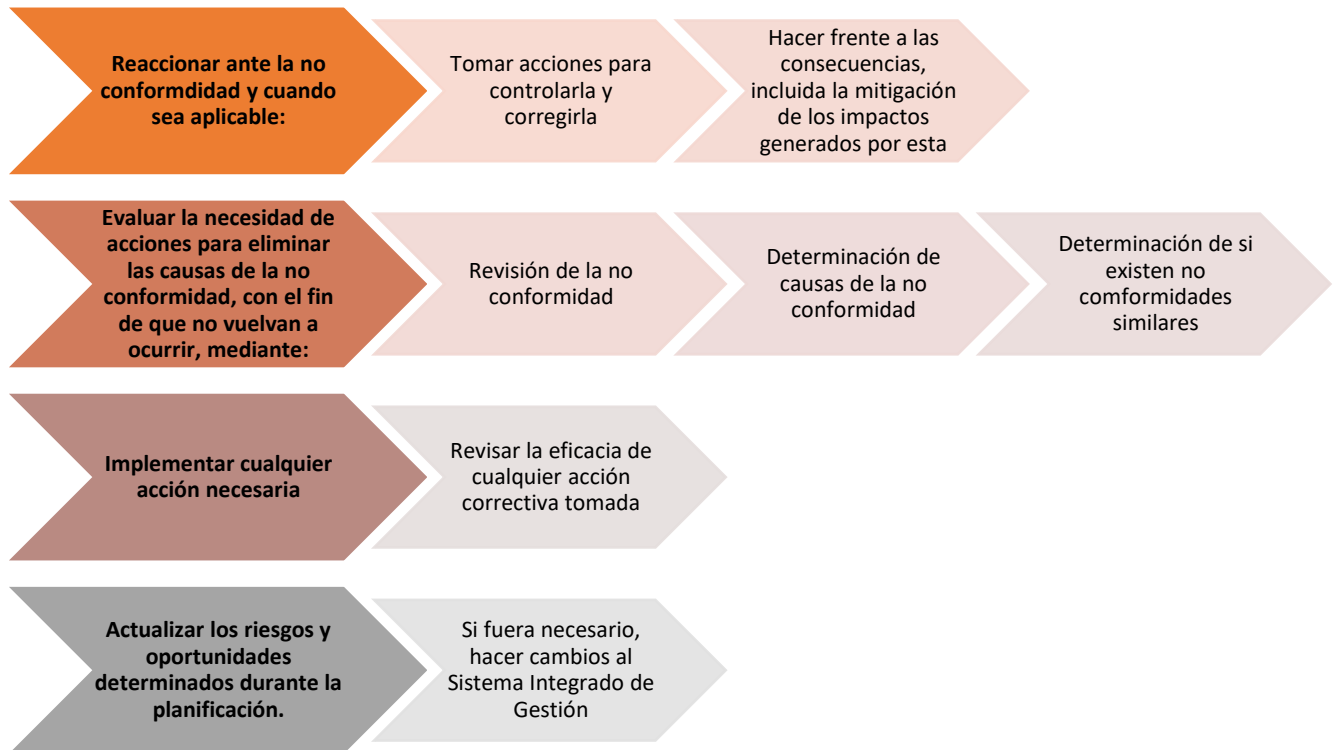 Reaccionar ante la no
conformdidad y cuando
sea aplicable:
Tomar acciones para
controlarla y
corregirla
Hacer frente a las
consecuencias,
incluida la mitigación
de los impactos
generados por esta
Evaluar la necesidad de
acciones para eliminar
las causas de la no
conformidad, con el fin
de que no vuelvan a
ocurrir, mediante:
Revisión de la no
conformidad
Determinación de
causas de la no
conformidad
Determinación de si
existen no
comformidades
similares
Implementar cualquier
acción necesaria
Revisar la eficacia de
cualquier acción
correctiva tomada
Actualizar los riesgos y
oportunidades
determinados durante la
planificación.
Si fuera necesario,
hacer cambios al
Sistema Integrado de
Gestión